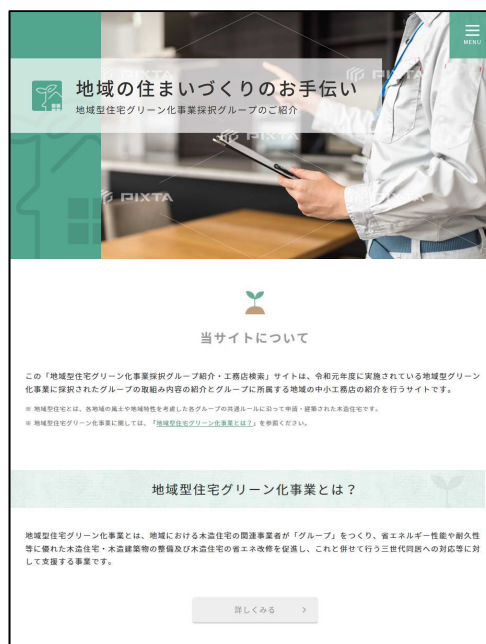 MENU
地域の住まいづくりのお手伝い
地域型住宅グリーン化事業採択グループのご紹介
PIXTA
PIXTA
PIXTA
当サイトについて
この「地域型住宅グリーン化事業採択グループ紹介・工務店検索」サイトは、令和元年度に実施されている地域型グリーン
化事業に採択されたグループの取組み内容の紹介とグループに所属する地域の中小工務店の紹介を行うサイトです。
※ 地域型住宅とは、各地域の風土や地域特性を考慮した各グループの共通ルールに沿って申請・建築された木造住宅です。
※ 地域型住宅グリーン化事業に関しては、「地域型住宅グリーン化事業とは？」を参照ください。
地域型住宅グリーン化事業とは？
地域型住宅グリーン化事業とは、地域における木造住宅の関連事業者が「グループ」をつくり、省エネルギー性能や耐久性
等に優れた木造住宅・木造建築物の整備及び木造住宅の省エネ改修を促進し、これと併せて行う三世代同居への対応等に対
して支援する事業です。
詳しくみる